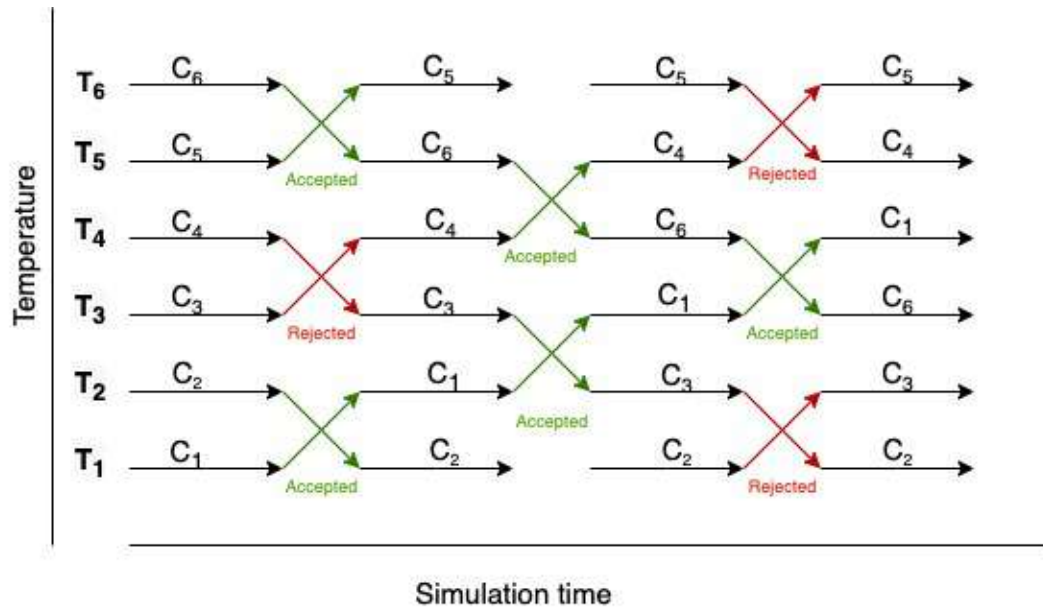 Temperature
T₆ C₆ C₅ C₅ C₅
T₅ C₅ C₆ C₄ C₄
Accepted Rejected
T₄ C₄ C₄ C₆ C₁
Accepted
T₃ C₃ C₃ C₁ C₆
Rejected Accepted
T₂ C₂ C₁ C₃ C₃
Accepted
T₁ C₁ C₂ C₂ C₂
Accepted Rejected
Simulation time